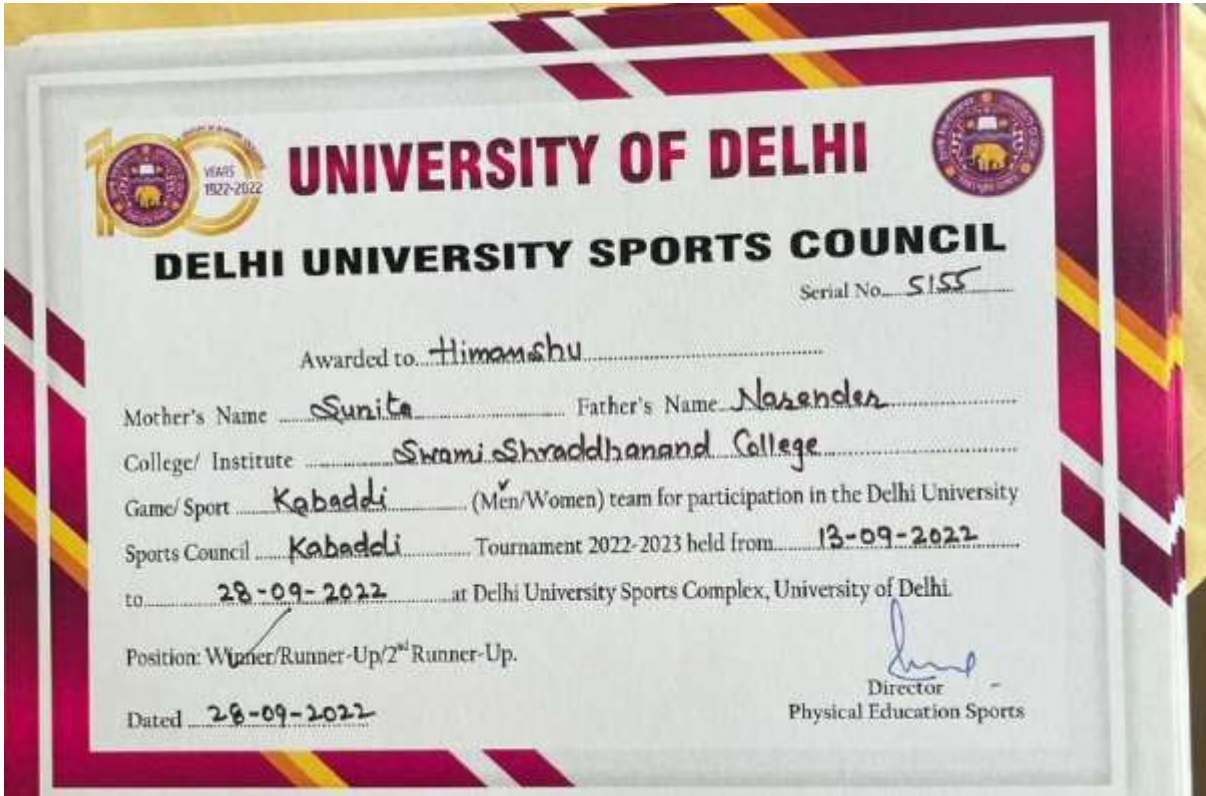 YEARS
1922-2022
UNIVERSITY OF DELHI
DELHI UNIVERSITY SPORTS COUNCIL
Serial No. 5155
Awarded to Himanshu
Mother's Name Sunita Father's Name Narender
College/ Institute Swami Shraddhanand College
Game/ Sport Kabaddi (Men/Women) team for participation in the Delhi University
Sports Council Kabaddi Tournament 2022-2023 held from 13-09-2022
to 28-09-2022 at Delhi University Sports Complex, University of Delhi.
Position: Winner/Runner-Up/2nd Runner-Up.
Director
Physical Education Sports
Dated 28-09-2022